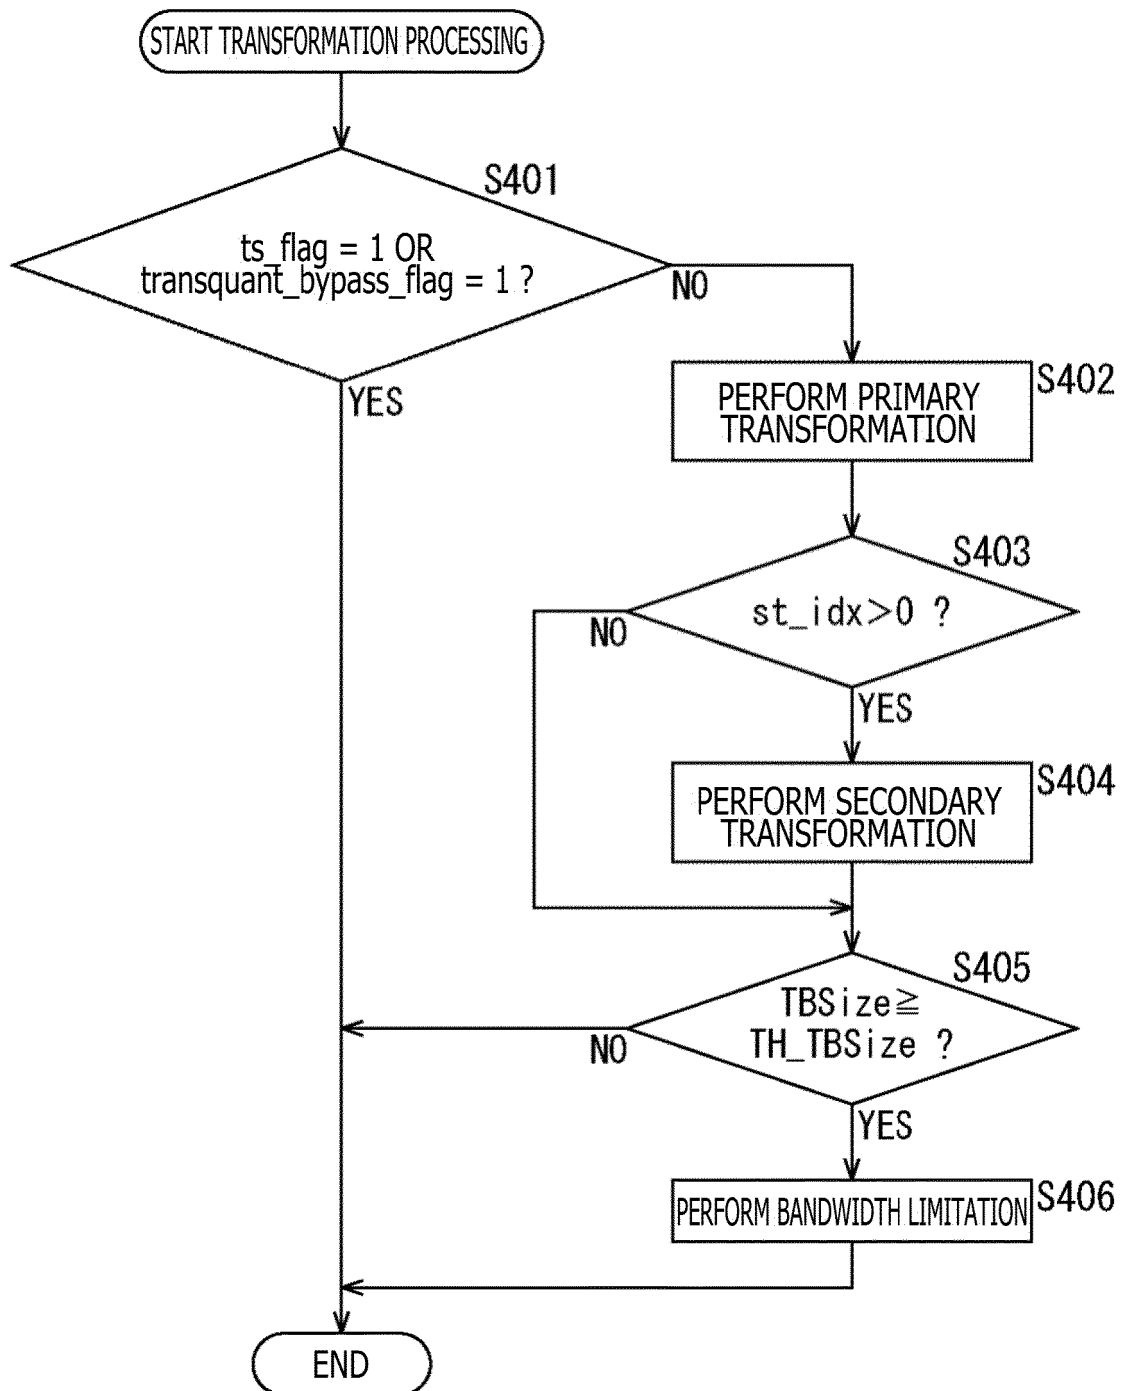 START TRANSFORMATION PROCESSING
S401
ts_flag = 1 OR
transquant_bypass_flag = 1 ?
NO
YES
S402
PERFORM PRIMARY
TRANSFORMATION
S403
st_idx>0 ?
NO
YES
S404
PERFORM SECONDARY
TRANSFORMATION
S405
TBSize≧
TH_TBSize ?
NO
YES
S406
PERFORM BANDWIDTH LIMITATION
END